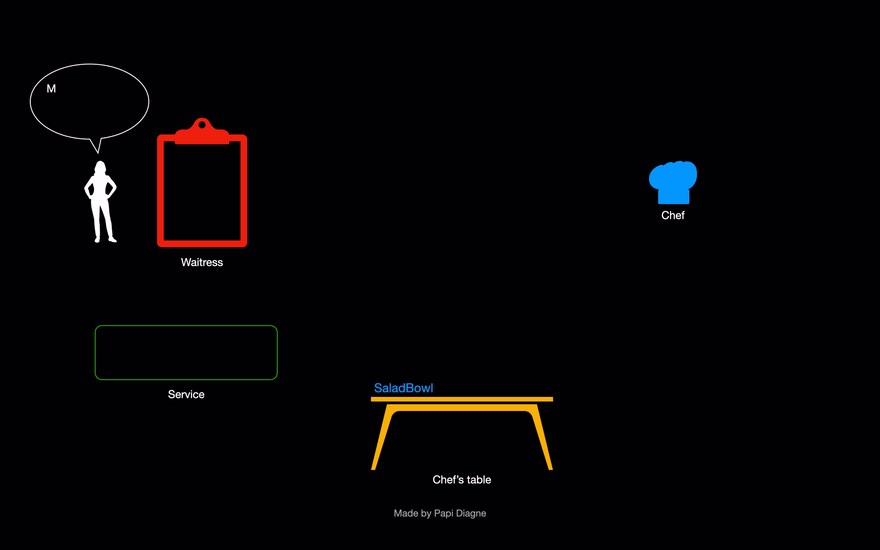 M
Chef
Waitress
Service
SaladBowl
Chef's table
Made by Papi Diagne